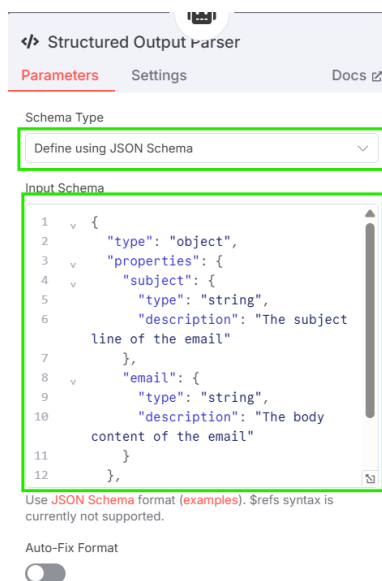 </> Structured Output Parser
Parameters Settings Docs
Schema Type
Define using JSON Schema
Input Schema
1 {
2 "type": "object",
3 "properties": {
4 "subject": {
5 "type": "string",
6 "description": "The subject
line of the email"
7 },
8 "email": {
9 "type": "string",
10 "description": "The body
content of the email"
11 }
12 },
Use JSON Schema format (examples). $refs syntax is
currently not supported.
Auto-Fix Format